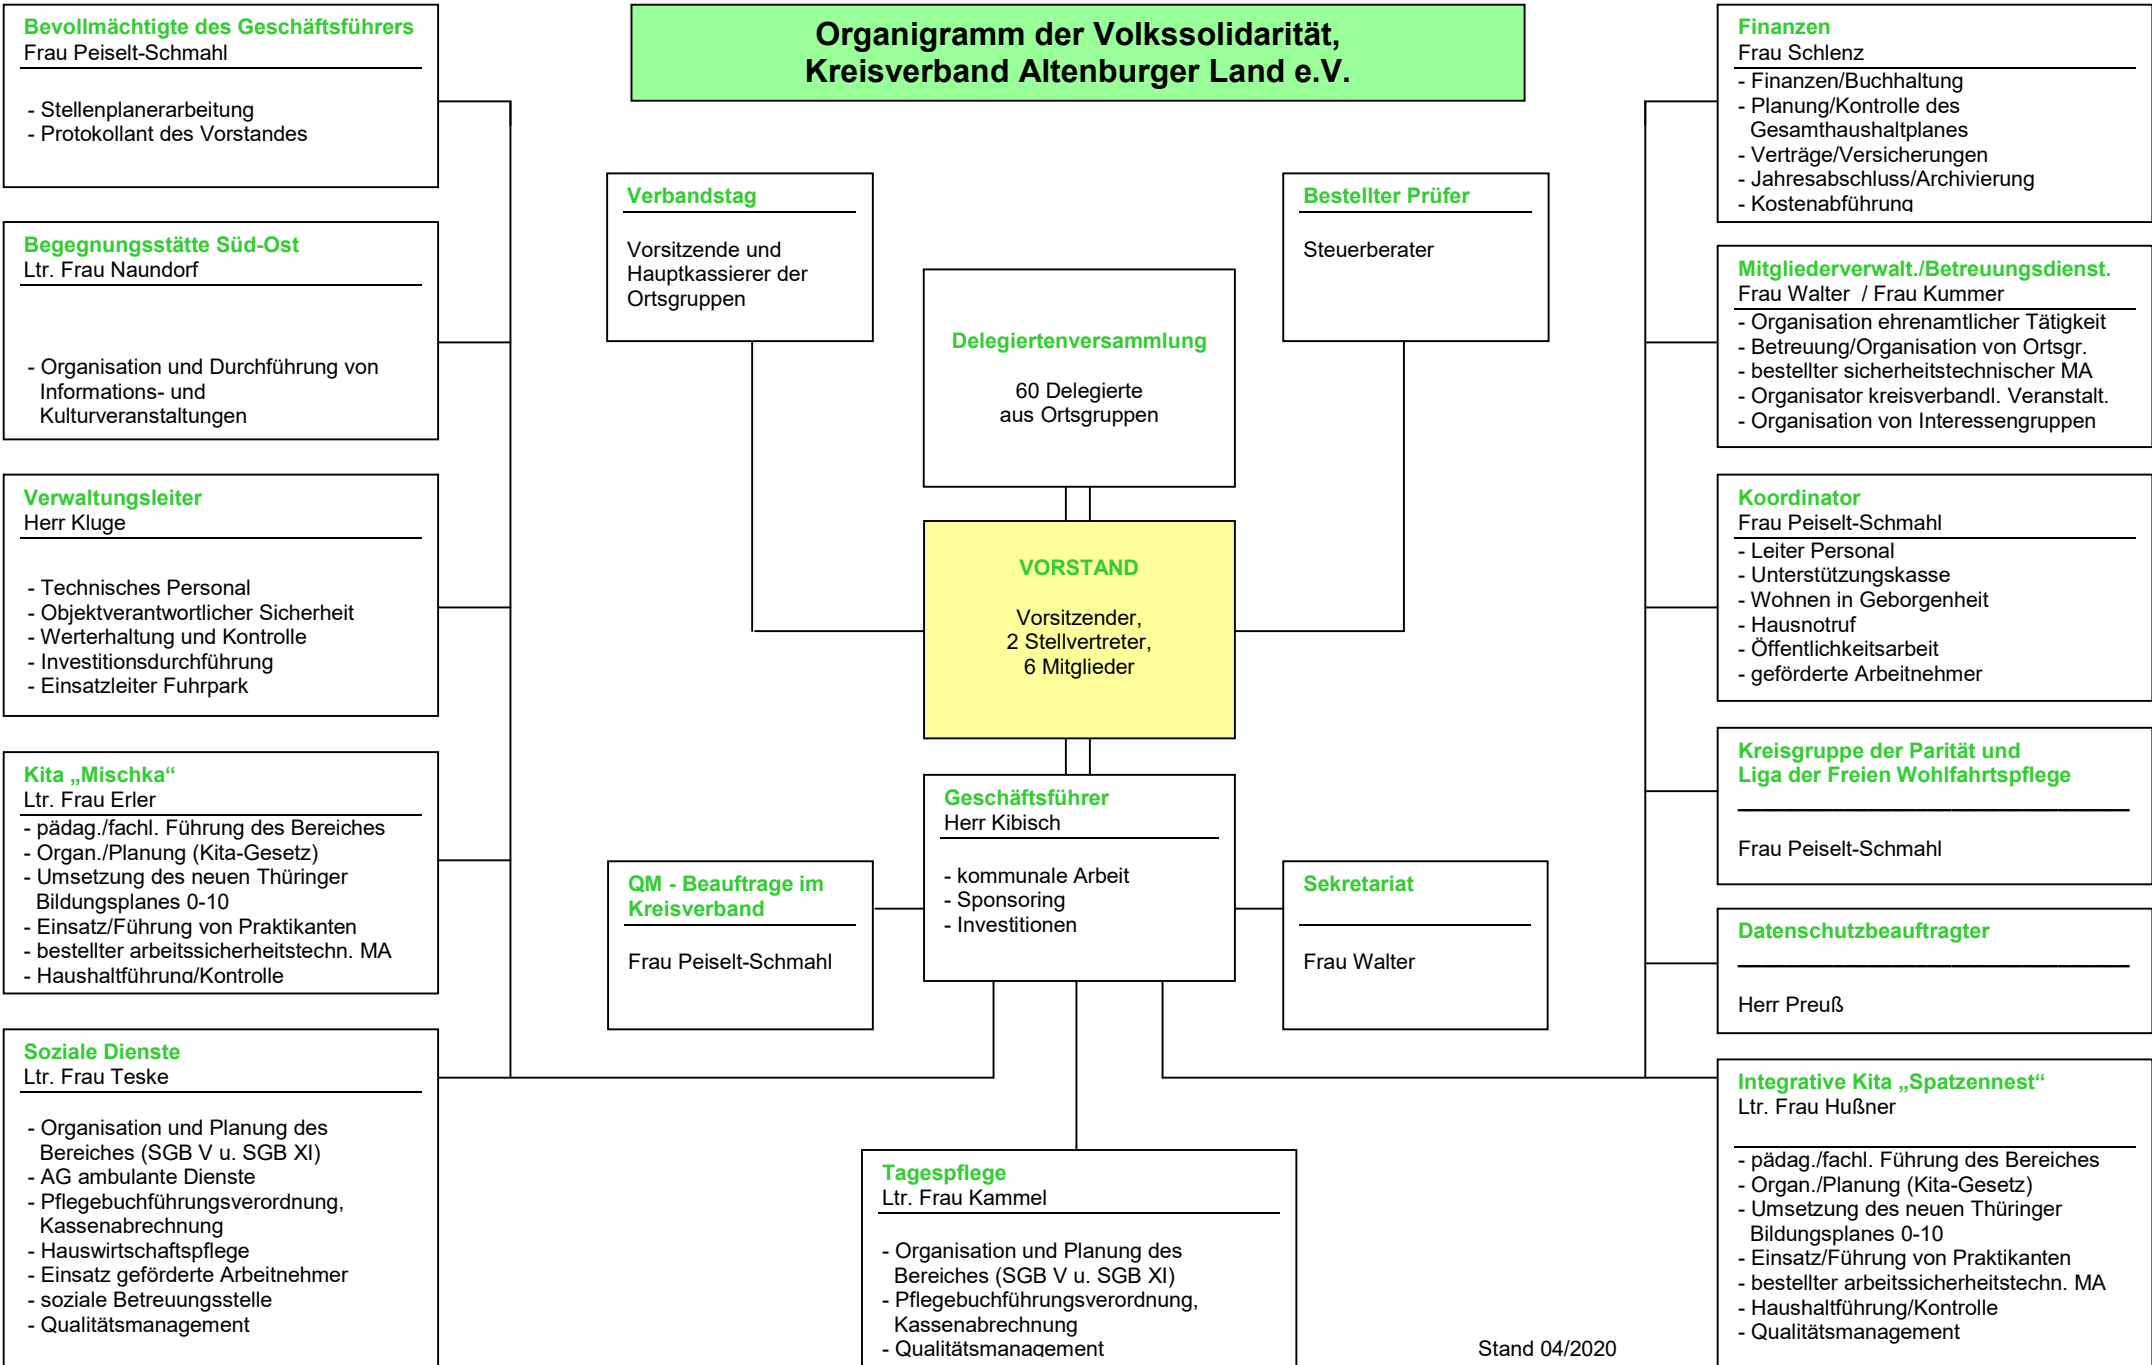 Organigramm der Volkssolidarität,
Kreisverband Altenburger Land e.V.
Bevollmächtigte des Geschäftsführers
Frau Peiselt-Schmahl
- Stellenplanerarbeitung
- Protokollant des Vorstandes
Begegnungsstätte Süd-Ost
Ltr. Frau Naundorf
- Organisation und Durchführung von
Informations- und
Kulturveranstaltungen
Verwaltungsleiter
Herr Kluge
- Technisches Personal
- Objektverantwortlicher Sicherheit
- Werterhaltung und Kontrolle
- Investitionsdurchführung
- Einsatzleiter Fuhrpark
Kita „Mischka“
Ltr. Frau Erler
- pädag./fachl. Führung des Bereiches
- Organ./Planung (Kita-Gesetz)
- Umsetzung des neuen Thüringer
Bildungsplanes 0-10
- Einsatz/Führung von Praktikanten
- bestellter arbeitssicherheitstechn. MA
- Haushaltführung/Kontrolle
Soziale Dienste
Ltr. Frau Teske
- Organisation und Planung des
Bereiches (SGB V u. SGB XI)
- AG ambulante Dienste
- Pflegebuchführungsverordnung,
Kassenabrechnung
- Hauswirtschaftspflege
- Einsatz geförderte Arbeitnehmer
- soziale Betreuungsstelle
- Qualitätsmanagement
Verbandstag
Vorsitzende und
Hauptkassierer der
Ortsgruppen
Delegiertenversammlung
60 Delegierte
aus Ortsgruppen
Bestellter Prüfer
Steuerberater
VORSTAND
Vorsitzender,
2 Stellvertreter,
6 Mitglieder
Geschäftsführer
Herr Kibisch
- kommunale Arbeit
- Sponsoring
- Investitionen
QM - Beauftrage im
Kreisverband
Frau Peiselt-Schmahl
Sekretariat
Frau Walter
Tagespflege
Ltr. Frau Kammel
- Organisation und Planung des
Bereiches (SGB V u. SGB XI)
- Pflegebuchführungsverordnung,
Kassenabrechnung
- Qualitätsmanagement
Finanzen
Frau Schlenz
- Finanzen/Buchhaltung
- Planung/Kontrolle des
Gesamthaushaltplanes
- Verträge/Versicherungen
- Jahresabschluss/Archivierung
- Kostenabführung
Mitgliederverwalt./Betreuungsdienst.
Frau Walter / Frau Kummer
- Organisation ehrenamtlicher Tätigkeit
- Betreuung/Organisation von Ortsgr.
- bestellter sicherheitstechnischer MA
- Organisator kreisverbandl. Veranstalt.
- Organisation von Interessengruppen
Koordinator
Frau Peiselt-Schmahl
- Leiter Personal
- Unterstützungskasse
- Wohnen in Geborgenheit
- Hausnotruf
- Öffentlichkeitsarbeit
- geförderte Arbeitnehmer
Kreisgruppe der Parität und
Liga der Freien Wohlfahrtspflege
Frau Peiselt-Schmahl
Datenschutzbeauftragter
Herr Preuß
Integrative Kita „Spatzennest“
Ltr. Frau Hußner
- pädag./fachl. Führung des Bereiches
- Organ./Planung (Kita-Gesetz)
- Umsetzung des neuen Thüringer
Bildungsplanes 0-10
- Einsatz/Führung von Praktikanten
- bestellter arbeitssicherheitstechn. MA
- Haushaltführung/Kontrolle
- Qualitätsmanagement
Stand 04/2020